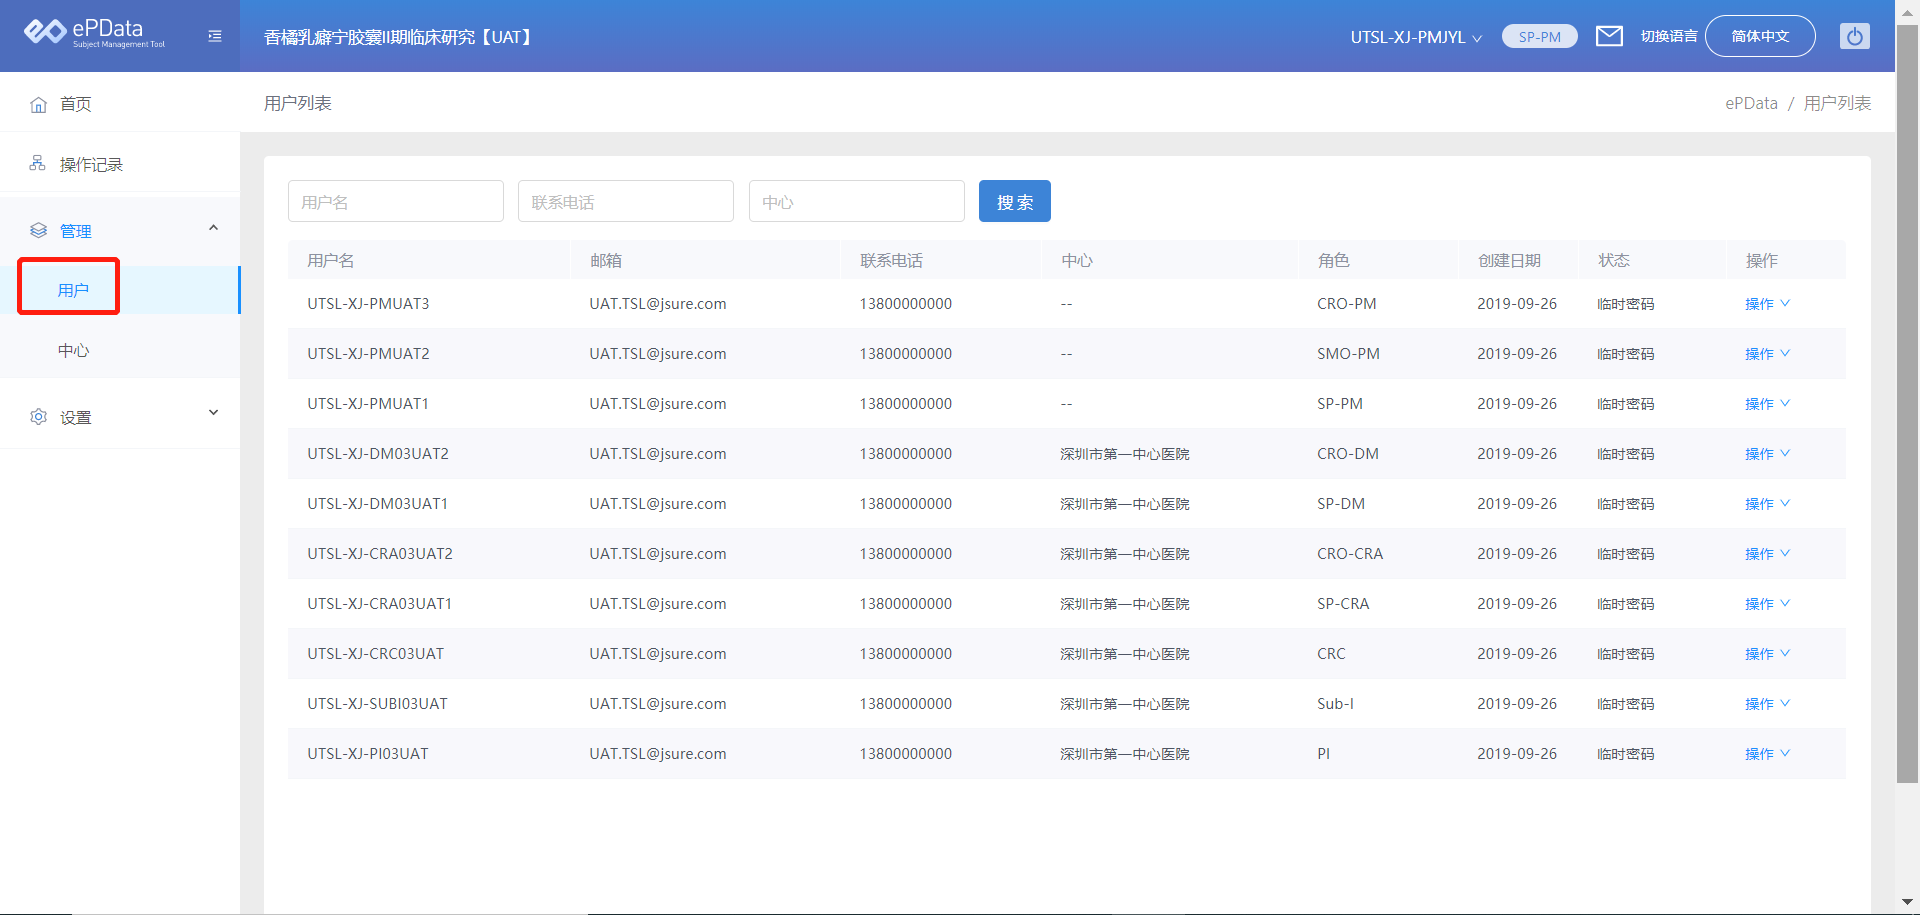 ePData
Subject Management Tool
香橘乳癖宁胶囊II期临床研究【UAT】
UTSL-XJ-PMJYL
SP-PM
切换语言
简体中文
首页
操作记录
管理
用户
中心
设置
用户列表
ePData / 用户列表
用户名 联系电话 中心 搜 索
用户名 邮箱 联系电话 中心 角色 创建日期 状态 操作
UTSL-XJ-PMUAT3 UAT.TSL@jsure.com 13800000000 -- CRO-PM 2019-09-26 临时密码 操作
UTSL-XJ-PMUAT2 UAT.TSL@jsure.com 13800000000 -- SMO-PM 2019-09-26 临时密码 操作
UTSL-XJ-PMUAT1 UAT.TSL@jsure.com 13800000000 -- SP-PM 2019-09-26 临时密码 操作
UTSL-XJ-DM03UAT2 UAT.TSL@jsure.com 13800000000 深圳市第一中心医院 CRO-DM 2019-09-26 临时密码 操作
UTSL-XJ-DM03UAT1 UAT.TSL@jsure.com 13800000000 深圳市第一中心医院 SP-DM 2019-09-26 临时密码 操作
UTSL-XJ-CRA03UAT2 UAT.TSL@jsure.com 13800000000 深圳市第一中心医院 CRO-CRA 2019-09-26 临时密码 操作
UTSL-XJ-CRA03UAT1 UAT.TSL@jsure.com 13800000000 深圳市第一中心医院 SP-CRA 2019-09-26 临时密码 操作
UTSL-XJ-CRC03UAT UAT.TSL@jsure.com 13800000000 深圳市第一中心医院 CRC 2019-09-26 临时密码 操作
UTSL-XJ-SUBI03UAT UAT.TSL@jsure.com 13800000000 深圳市第一中心医院 Sub-I 2019-09-26 临时密码 操作
UTSL-XJ-PI03UAT UAT.TSL@jsure.com 13800000000 深圳市第一中心医院 PI 2019-09-26 临时密码 操作